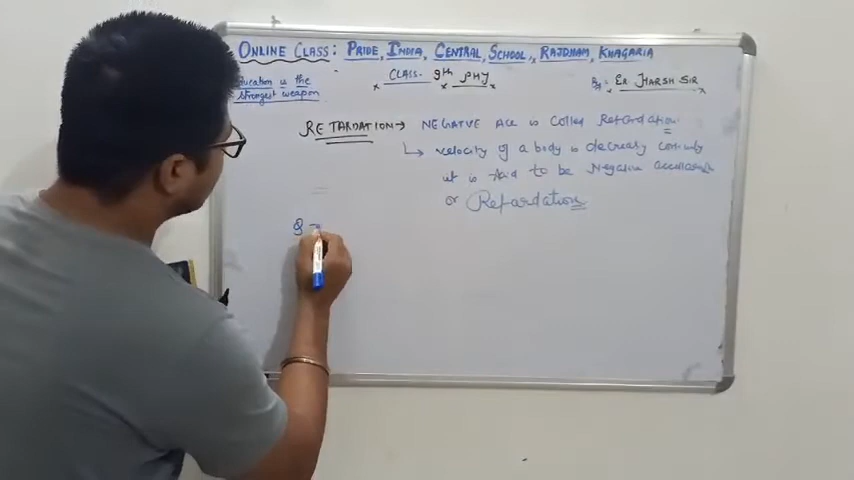 ONLINE CLASS: PRIDE, INDIA, CENTRAL, SCHOOL, RAJDHAM, KHAGARIA
is the strongest weapon
CLASS- 9th PHY
By: ER. HARSH SIR
RETARDATION → NEGATIVE Acc is Called Retardation
↳ velocity of a body is decreasing
it is said to be Negative acceleration
or Retardation
Q